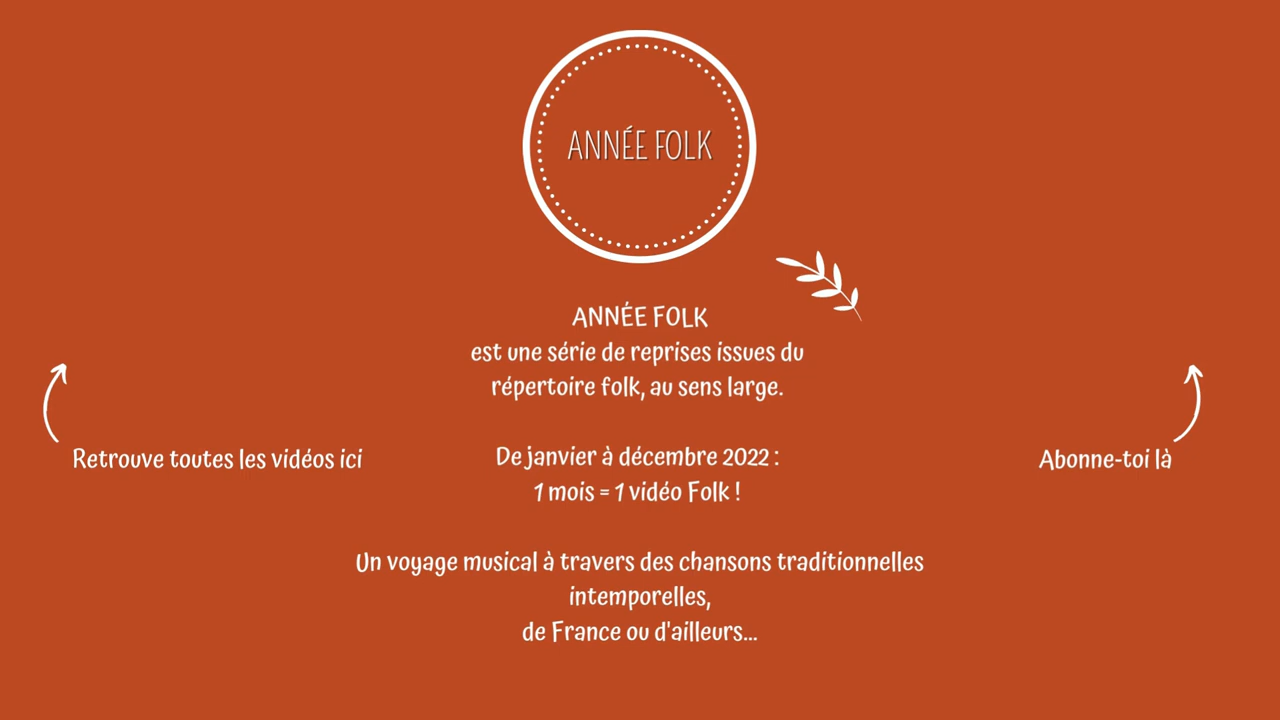 ANNÉE FOLK
ANNÉE FOLK
est une série de reprises issues du
répertoire folk, au sens large.
Retrouve toutes les vidéos ici
De janvier à décembre 2022 :
1 mois = 1 vidéo Folk !
Abonne-toi là
Un voyage musical à travers des chansons traditionnelles
intemporelles,
de France ou d'ailleurs...